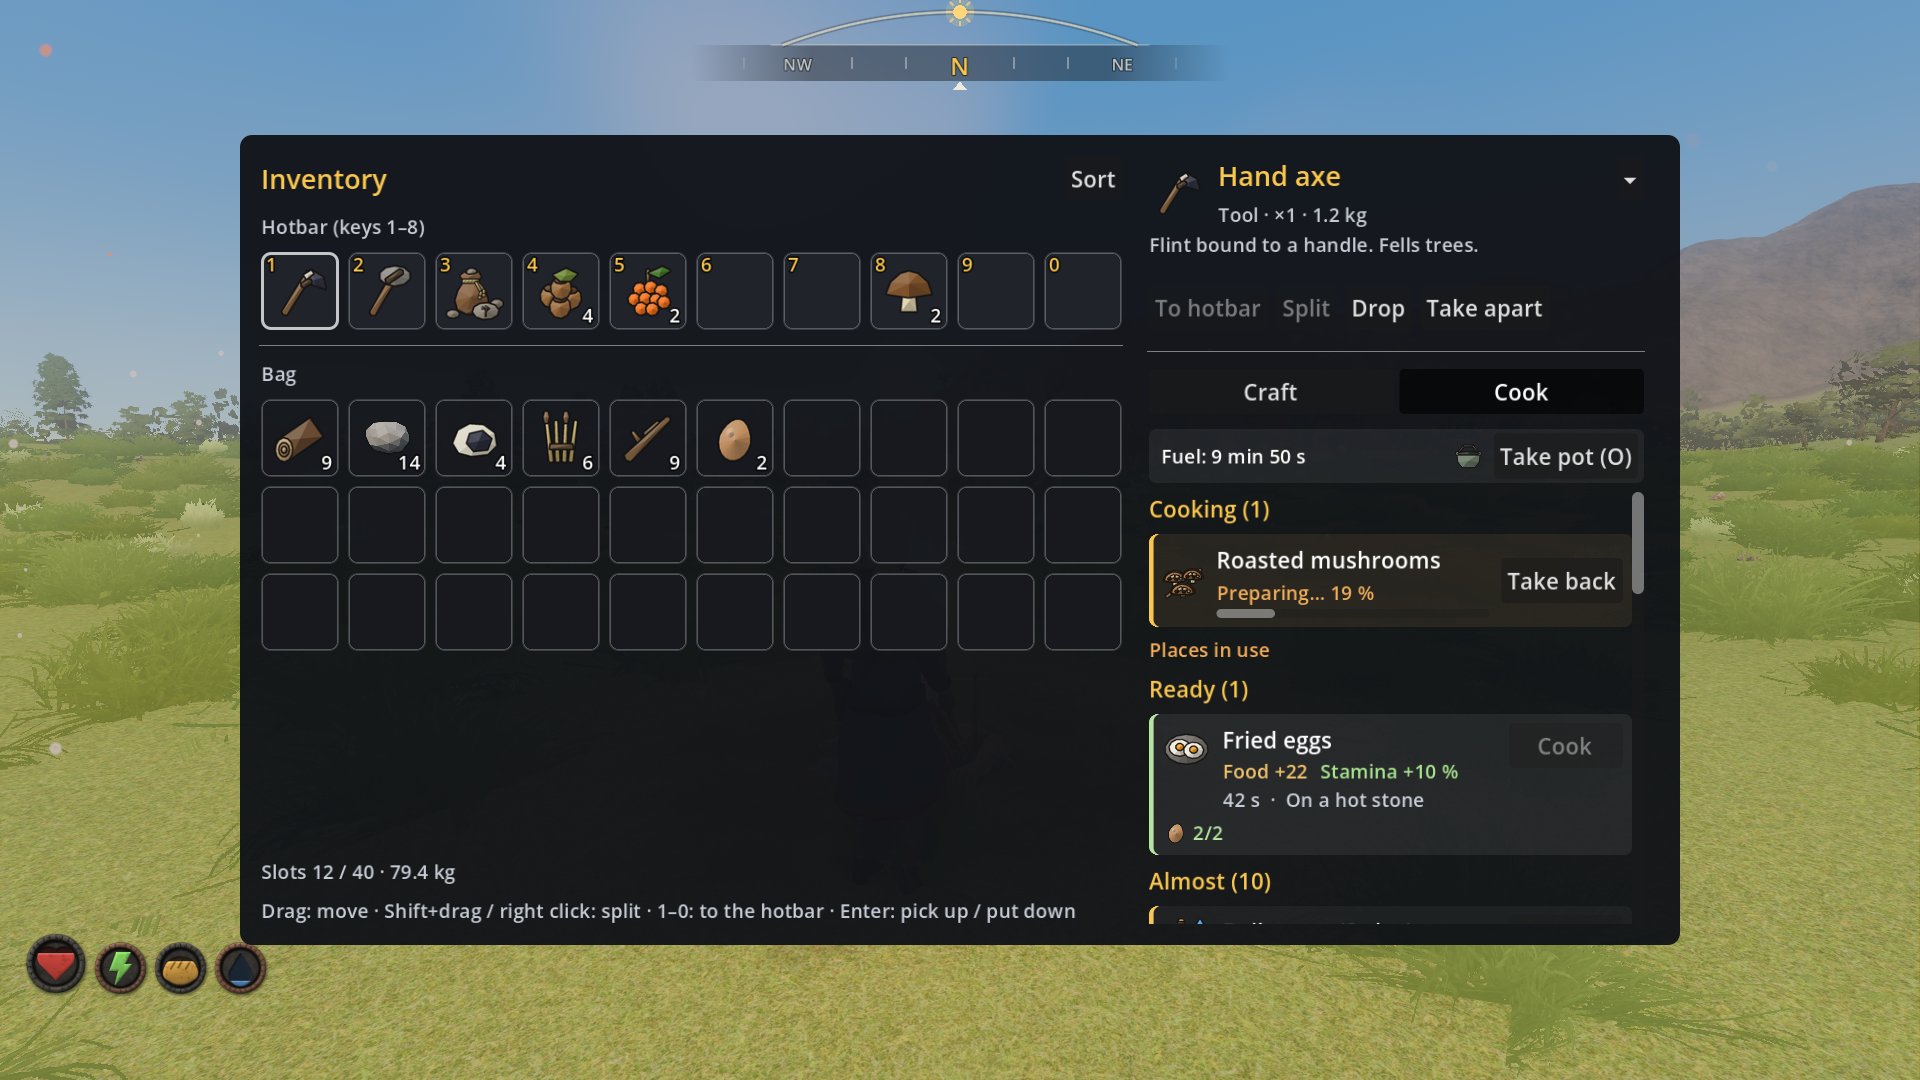 NW N NE
Inventory
Sort
Hotbar (keys 1–8)
1 2 3 4 5 6 7 8 9 0
4 2 2
Bag
9 14 4 6 9 2
Slots 12 / 40 · 79.4 kg
Drag: move · Shift+drag / right click: split · 1–0: to the hotbar · Enter: pick up / put down
Hand axe
Tool · ×1 · 1.2 kg
Flint bound to a handle. Fells trees.
To hotbar Split Drop Take apart
Craft Cook
Fuel: 9 min 50 s Take pot (O)
Cooking (1)
Roasted mushrooms
Preparing... 19 %
Take back
Places in use
Ready (1)
Fried eggs
Cook
Food +22 Stamina +10 %
42 s · On a hot stone
2/2
Almost (10)